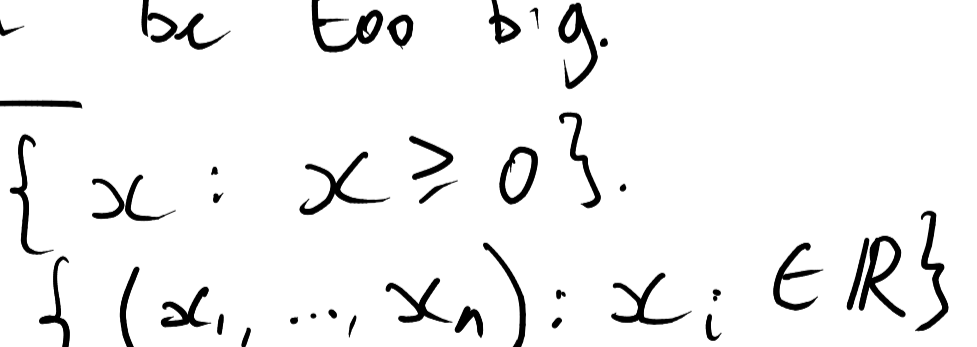 be too big.
{x : x ≥ 0}.
{(x₁, ..., xₙ) : xᵢ ∈ ℝ}